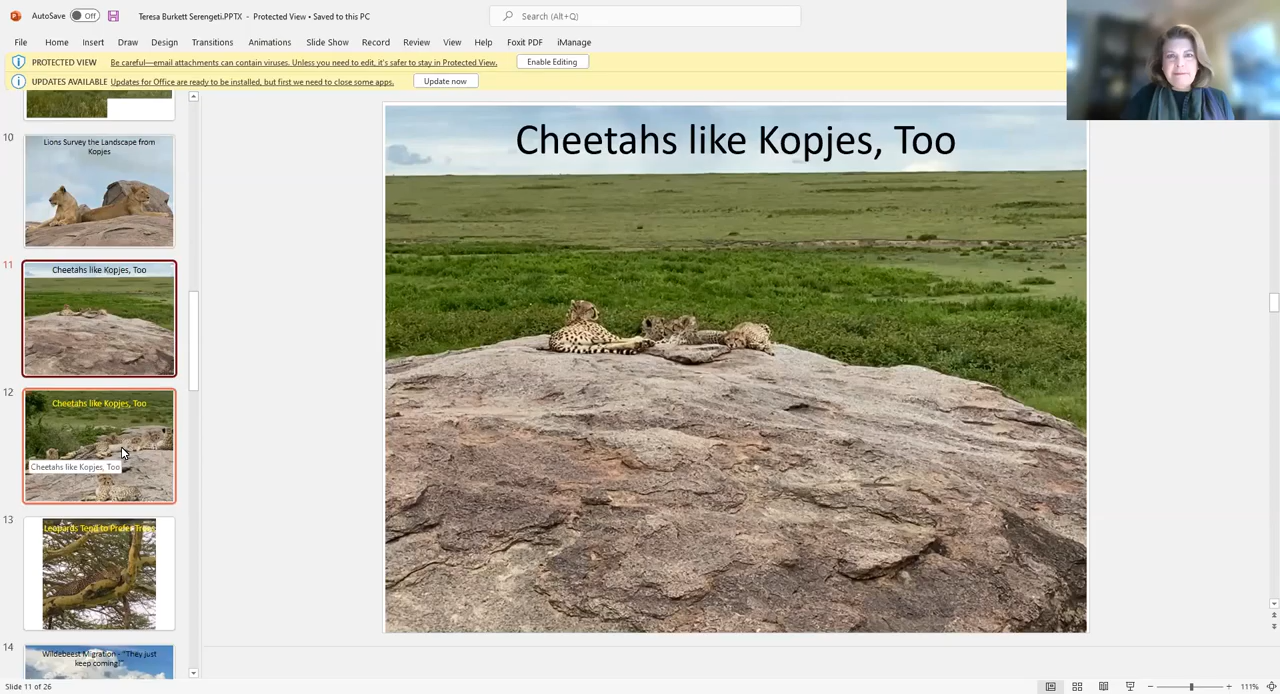 AutoSave Off Teresa Burkett Serengeti.PPTX - Protected View • Saved to this PC Search (Alt+Q)
File Home Insert Draw Design Transitions Animations Slide Show Record Review View Help Foxit PDF iManage
PROTECTED VIEW Be careful—email attachments can contain viruses. Unless you need to edit, it's safer to stay in Protected View. Enable Editing
UPDATES AVAILABLE Updates for Office are ready to be installed, but first we need to close some apps. Update now
10
Lions Survey the Landscape from
Kopjes
11
Cheetahs like Kopjes, Too
12
Cheetahs like Kopjes, Too
Cheetahs like Kopjes, Too
13
Leopards Tend to Prefer Trees
14
Wildebeest Migration - "They just
keep coming!"
Cheetahs like Kopjes, Too
Slide 11 of 26
111%